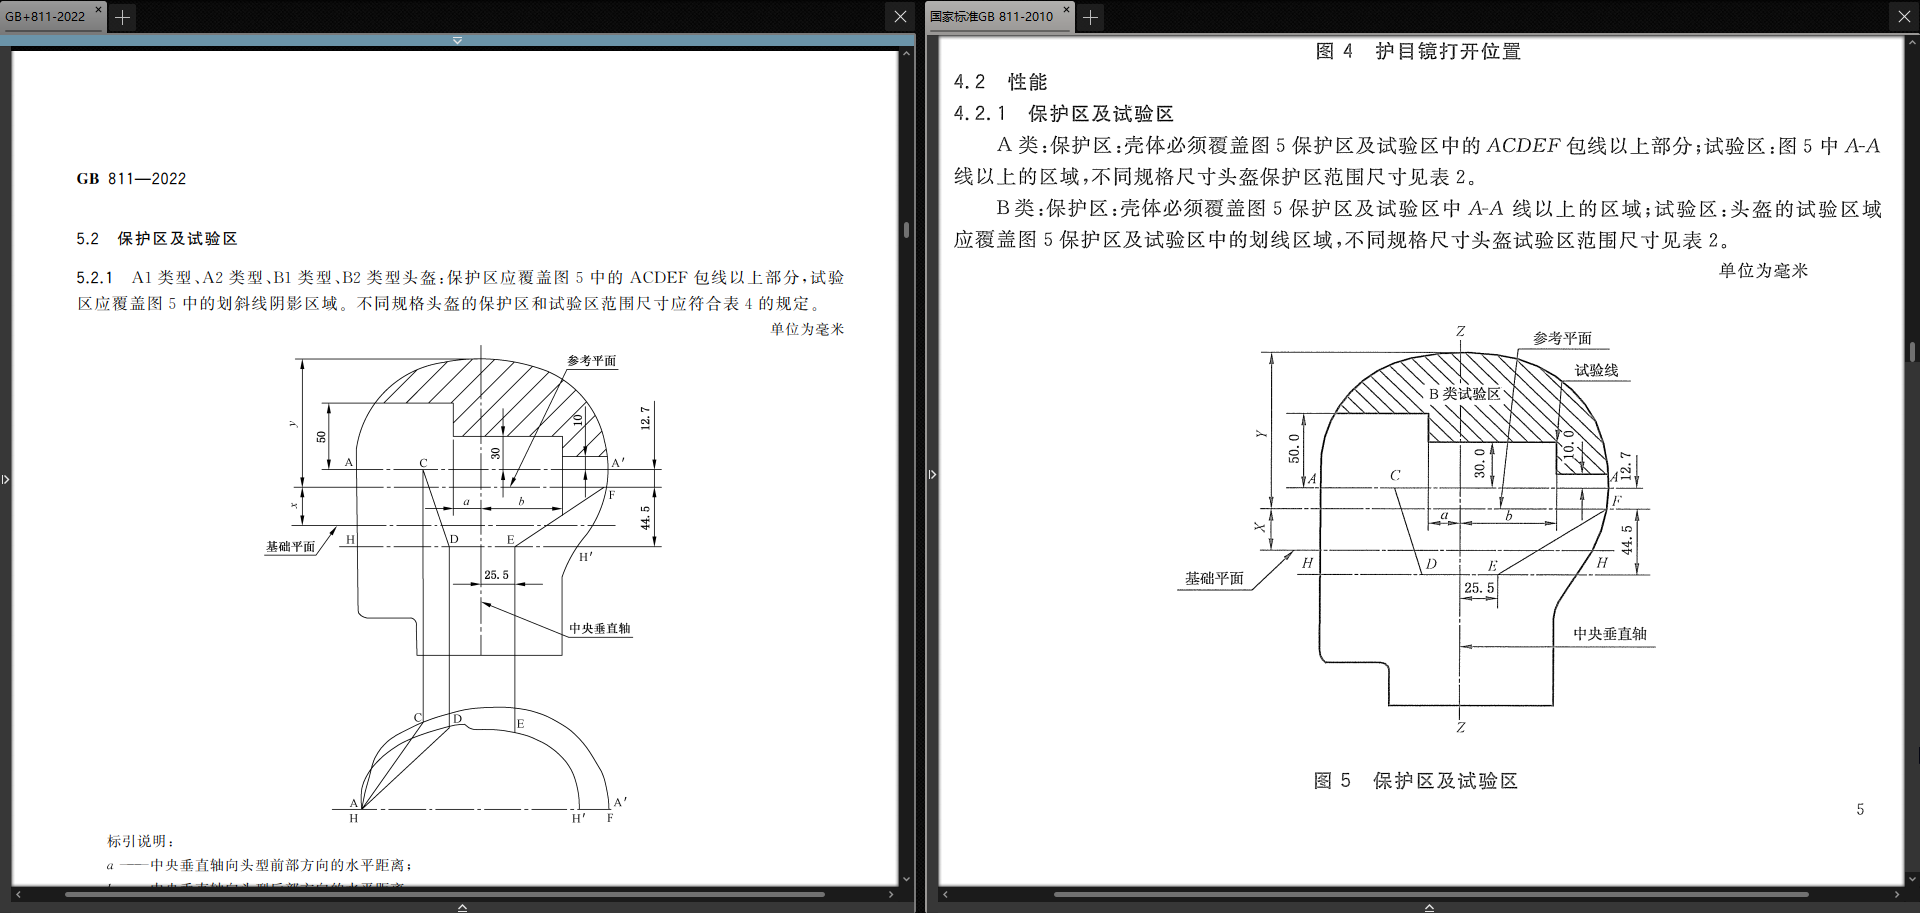 GB+811-2022
国家标准GB 811-2010
GB 811—2022
5.2 保护区及试验区
5.2.1 A1 类型、A2 类型、B1 类型、B2 类型头盔:保护区应覆盖图 5 中的 ACDEF 包线以上部分,试验
区应覆盖图 5 中的划斜线阴影区域。不同规格头盔的保护区和试验区范围尺寸应符合表 4 的规定。
单位为毫米
参考平面
y
50
10
12.7
30
A
C
A′
F
x
a
b
44.5
基础平面
H
D
E
H′
25.5
中央垂直轴
C
D
E
A
A′
H
H′
F
标引说明:
a ——中央垂直轴向头型前部方向的水平距离;
图 4 护目镜打开位置
4.2 性能
4.2.1 保护区及试验区
A 类:保护区:壳体必须覆盖图 5 保护区及试验区中的 ACDEF 包线以上部分;试验区:图 5 中 A-A
线以上的区域,不同规格尺寸头盔保护区范围尺寸见表 2。
B 类:保护区:壳体必须覆盖图 5 保护区及试验区中 A-A 线以上的区域;试验区:头盔的试验区域
应覆盖图 5 保护区及试验区中的划线区域,不同规格尺寸头盔试验区范围尺寸见表 2。
单位为毫米
Z
参考平面
试验线
B 类试验区
Y
50.0
30.0
10.0
12.7
A
C
A
F
a
b
X
44.5
H
D
E
H
基础平面
25.5
中央垂直轴
Z
图 5 保护区及试验区
5